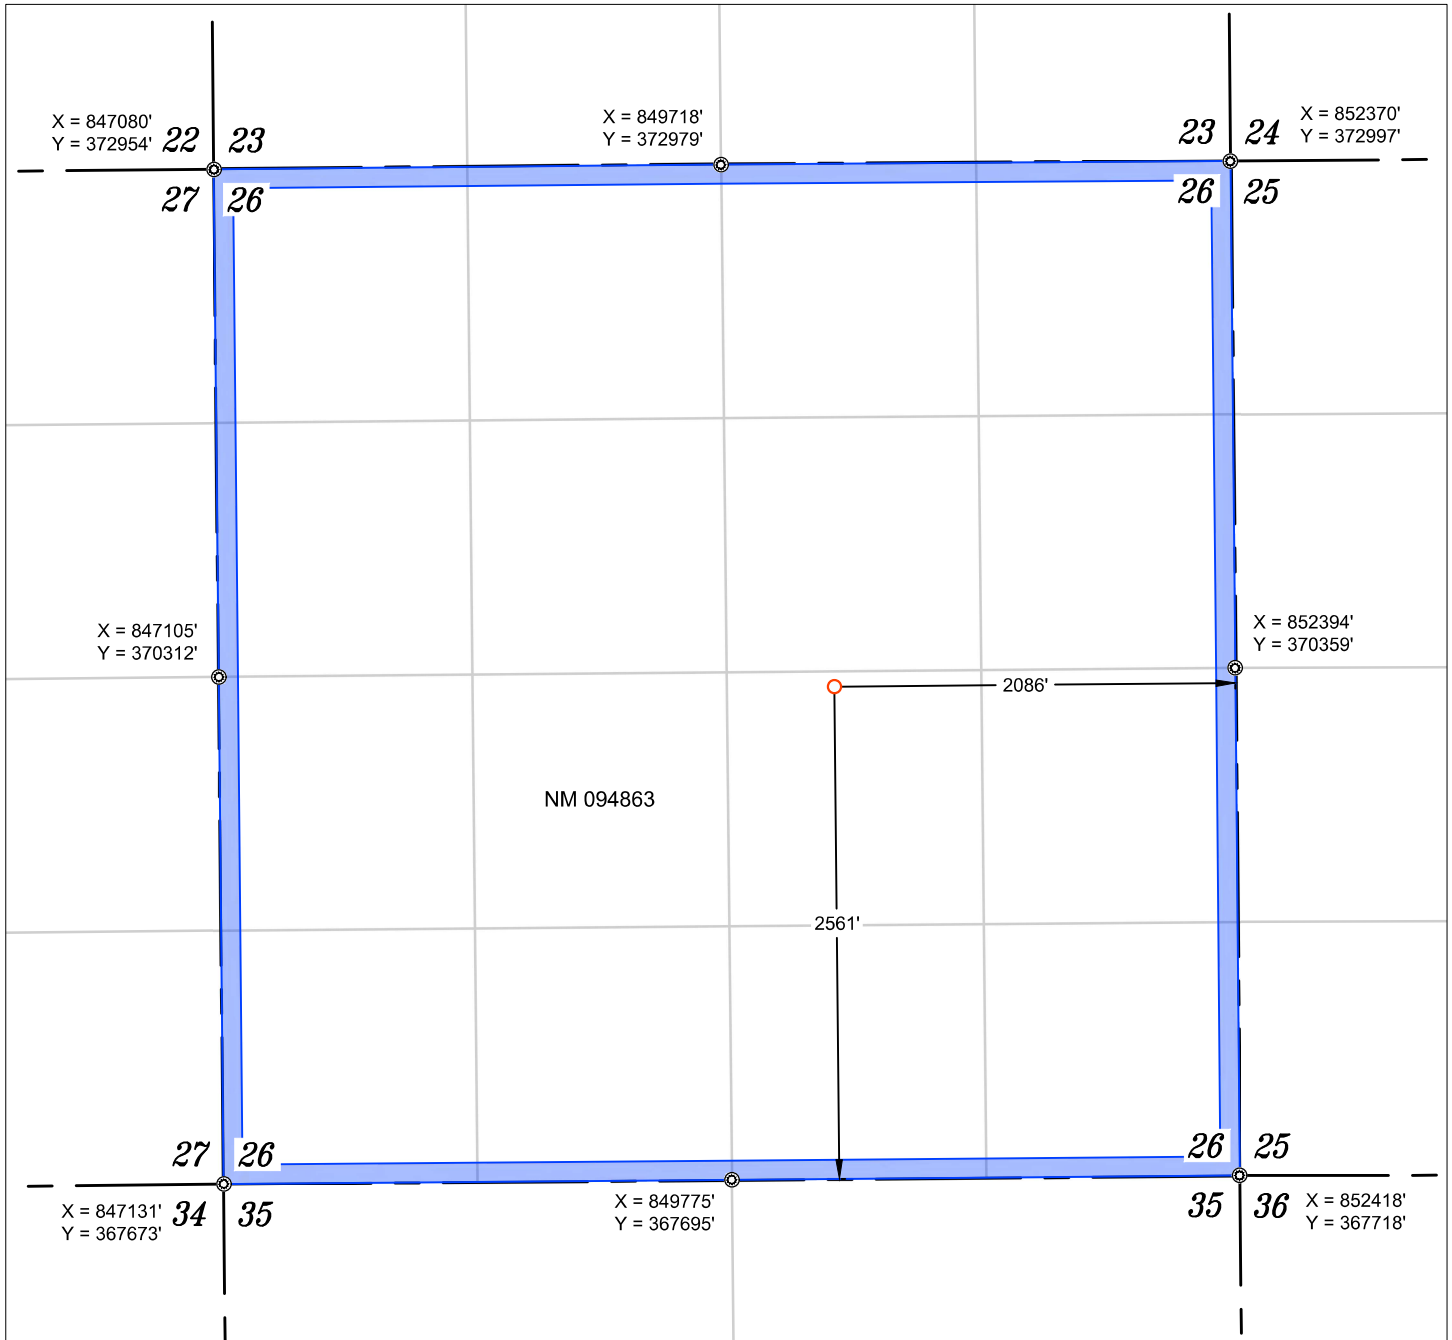 X = 847080'
Y = 372954'
22 23
X = 849718'
Y = 372979'
23 24
X = 852370'
Y = 372997'
27 26
26 25
X = 847105'
Y = 370312'
X = 852394'
Y = 370359'
2086'
NM 094863
2561'
27 26
26 25
X = 847131'
Y = 367673'
34 35
X = 849775'
Y = 367695'
35 36
X = 852418'
Y = 367718'